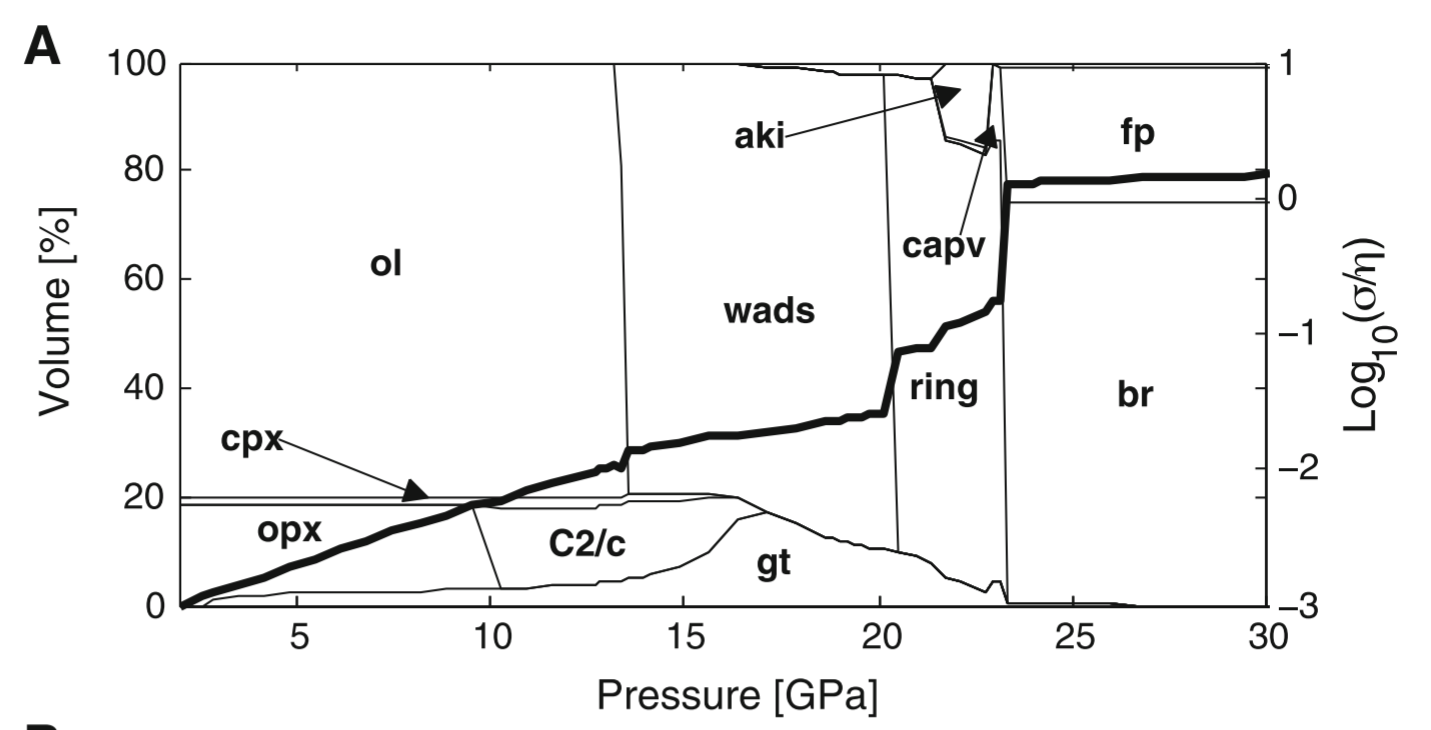 A
100
80
60
40
20
0
Volume [%]
1
0
−1
−2
−3
Log10(σ/η)
aki
fp
ol
capv
wads
ring
br
cpx
opx
C2/c
gt
5 10 15 20 25 30
Pressure [GPa]